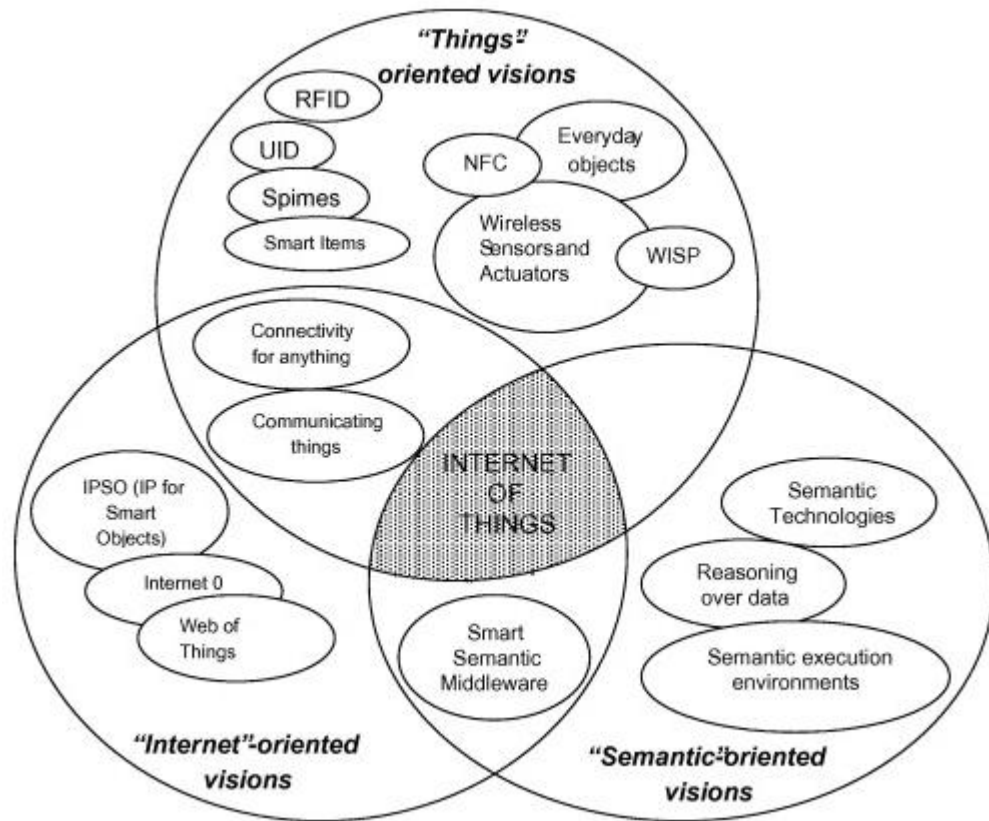 “Things”-
oriented visions
RFID
UID
Spimes
Smart Items
NFC
Everyday
objects
Wireless
Sensors and
Actuators
WISP
Connectivity
for anything
Communicating
things
INTERNET
OF
THINGS
IPSO (IP for
Smart
Objects)
Internet 0
Web of
Things
Smart
Semantic
Middleware
Semantic
Technologies
Reasoning
over data
Semantic execution
environments
“Internet”-oriented
visions
“Semantic”-oriented
visions